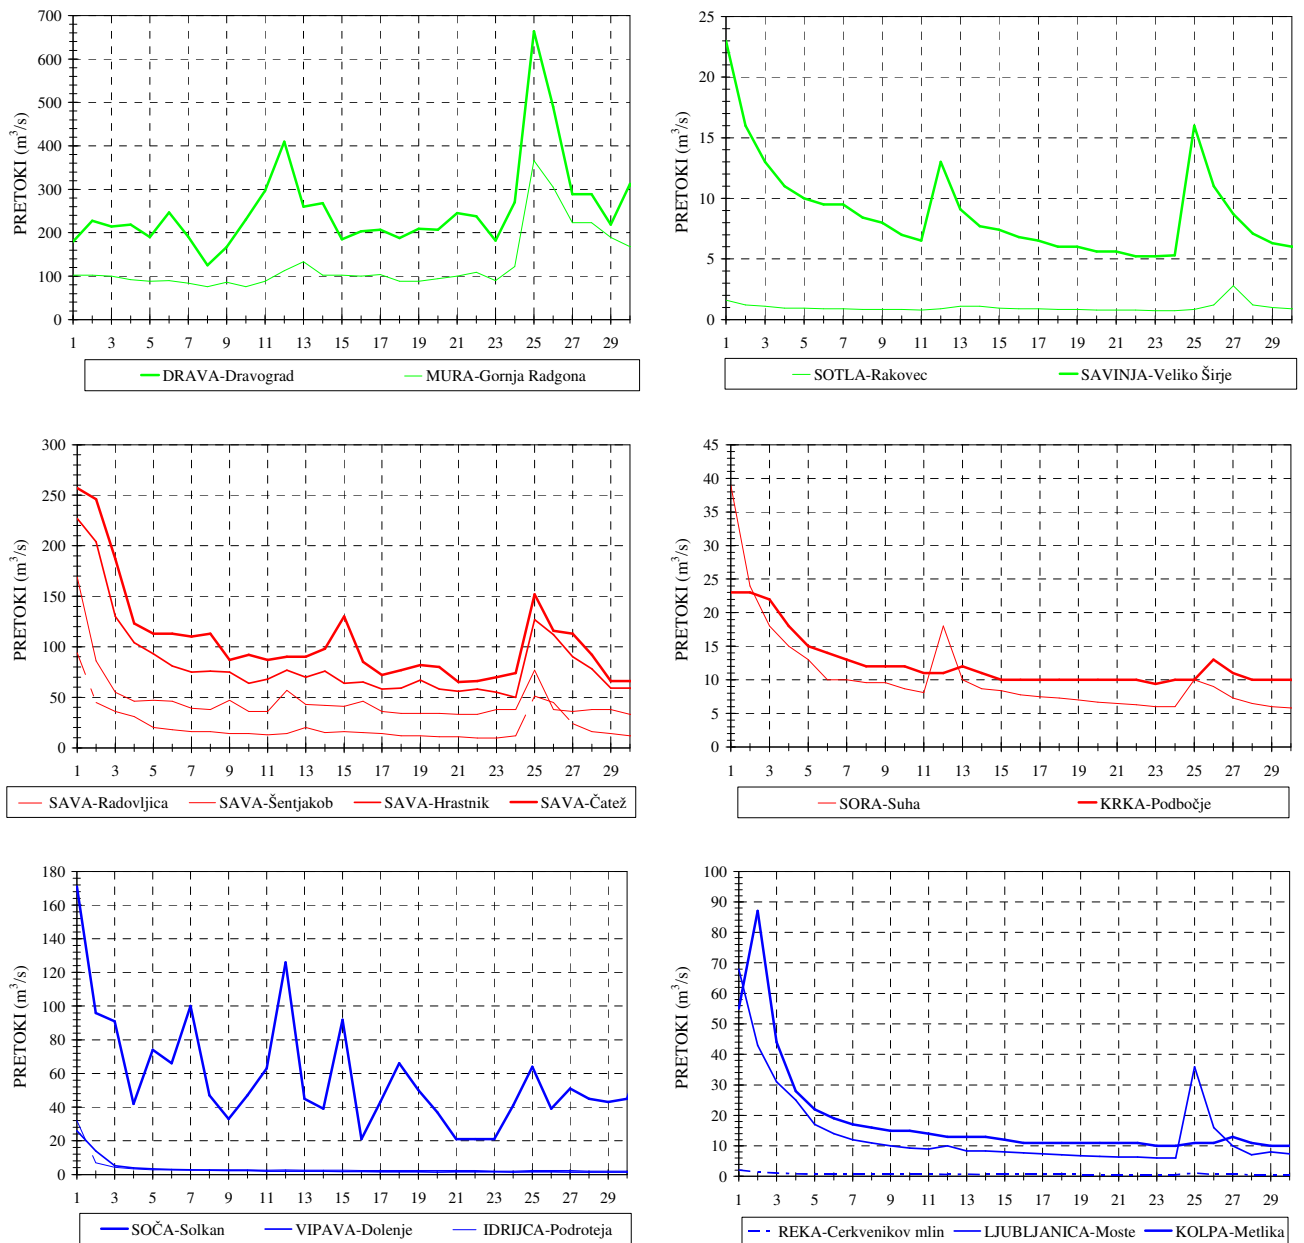 700
600
500
400
300
200
100
0
PRETOKI (m³/s)
1 3 5 7 9 11 13 15 17 19 21 23 25 27 29
DRAVA-Dravograd MURA-Gornja Radgona
25
20
15
10
5
0
PRETOKI (m³/s)
1 3 5 7 9 11 13 15 17 19 21 23 25 27 29
SOTLA-Rakovec SAVINJA-Veliko Širje
300
250
200
150
100
50
0
PRETOKI (m³/s)
1 3 5 7 9 11 13 15 17 19 21 23 25 27 29
SAVA-Radovljica SAVA-Šentjakob SAVA-Hrastnik SAVA-Čatež
45
40
35
30
25
20
15
10
5
0
PRETOKI (m³/s)
1 3 5 7 9 11 13 15 17 19 21 23 25 27 29
SORA-Suha KRKA-Podbočje
180
160
140
120
100
80
60
40
20
0
PRETOKI (m³/s)
1 3 5 7 9 11 13 15 17 19 21 23 25 27 29
SOČA-Solkan VIPAVA-Dolenje IDRIJCA-Podroteja
100
90
80
70
60
50
40
30
20
10
0
PRETOKI (m³/s)
1 3 5 7 9 11 13 15 17 19 21 23 25 27 29
REKA-Cerkvenikov mlin LJUBLJANICA-Moste KOLPA-Metlika